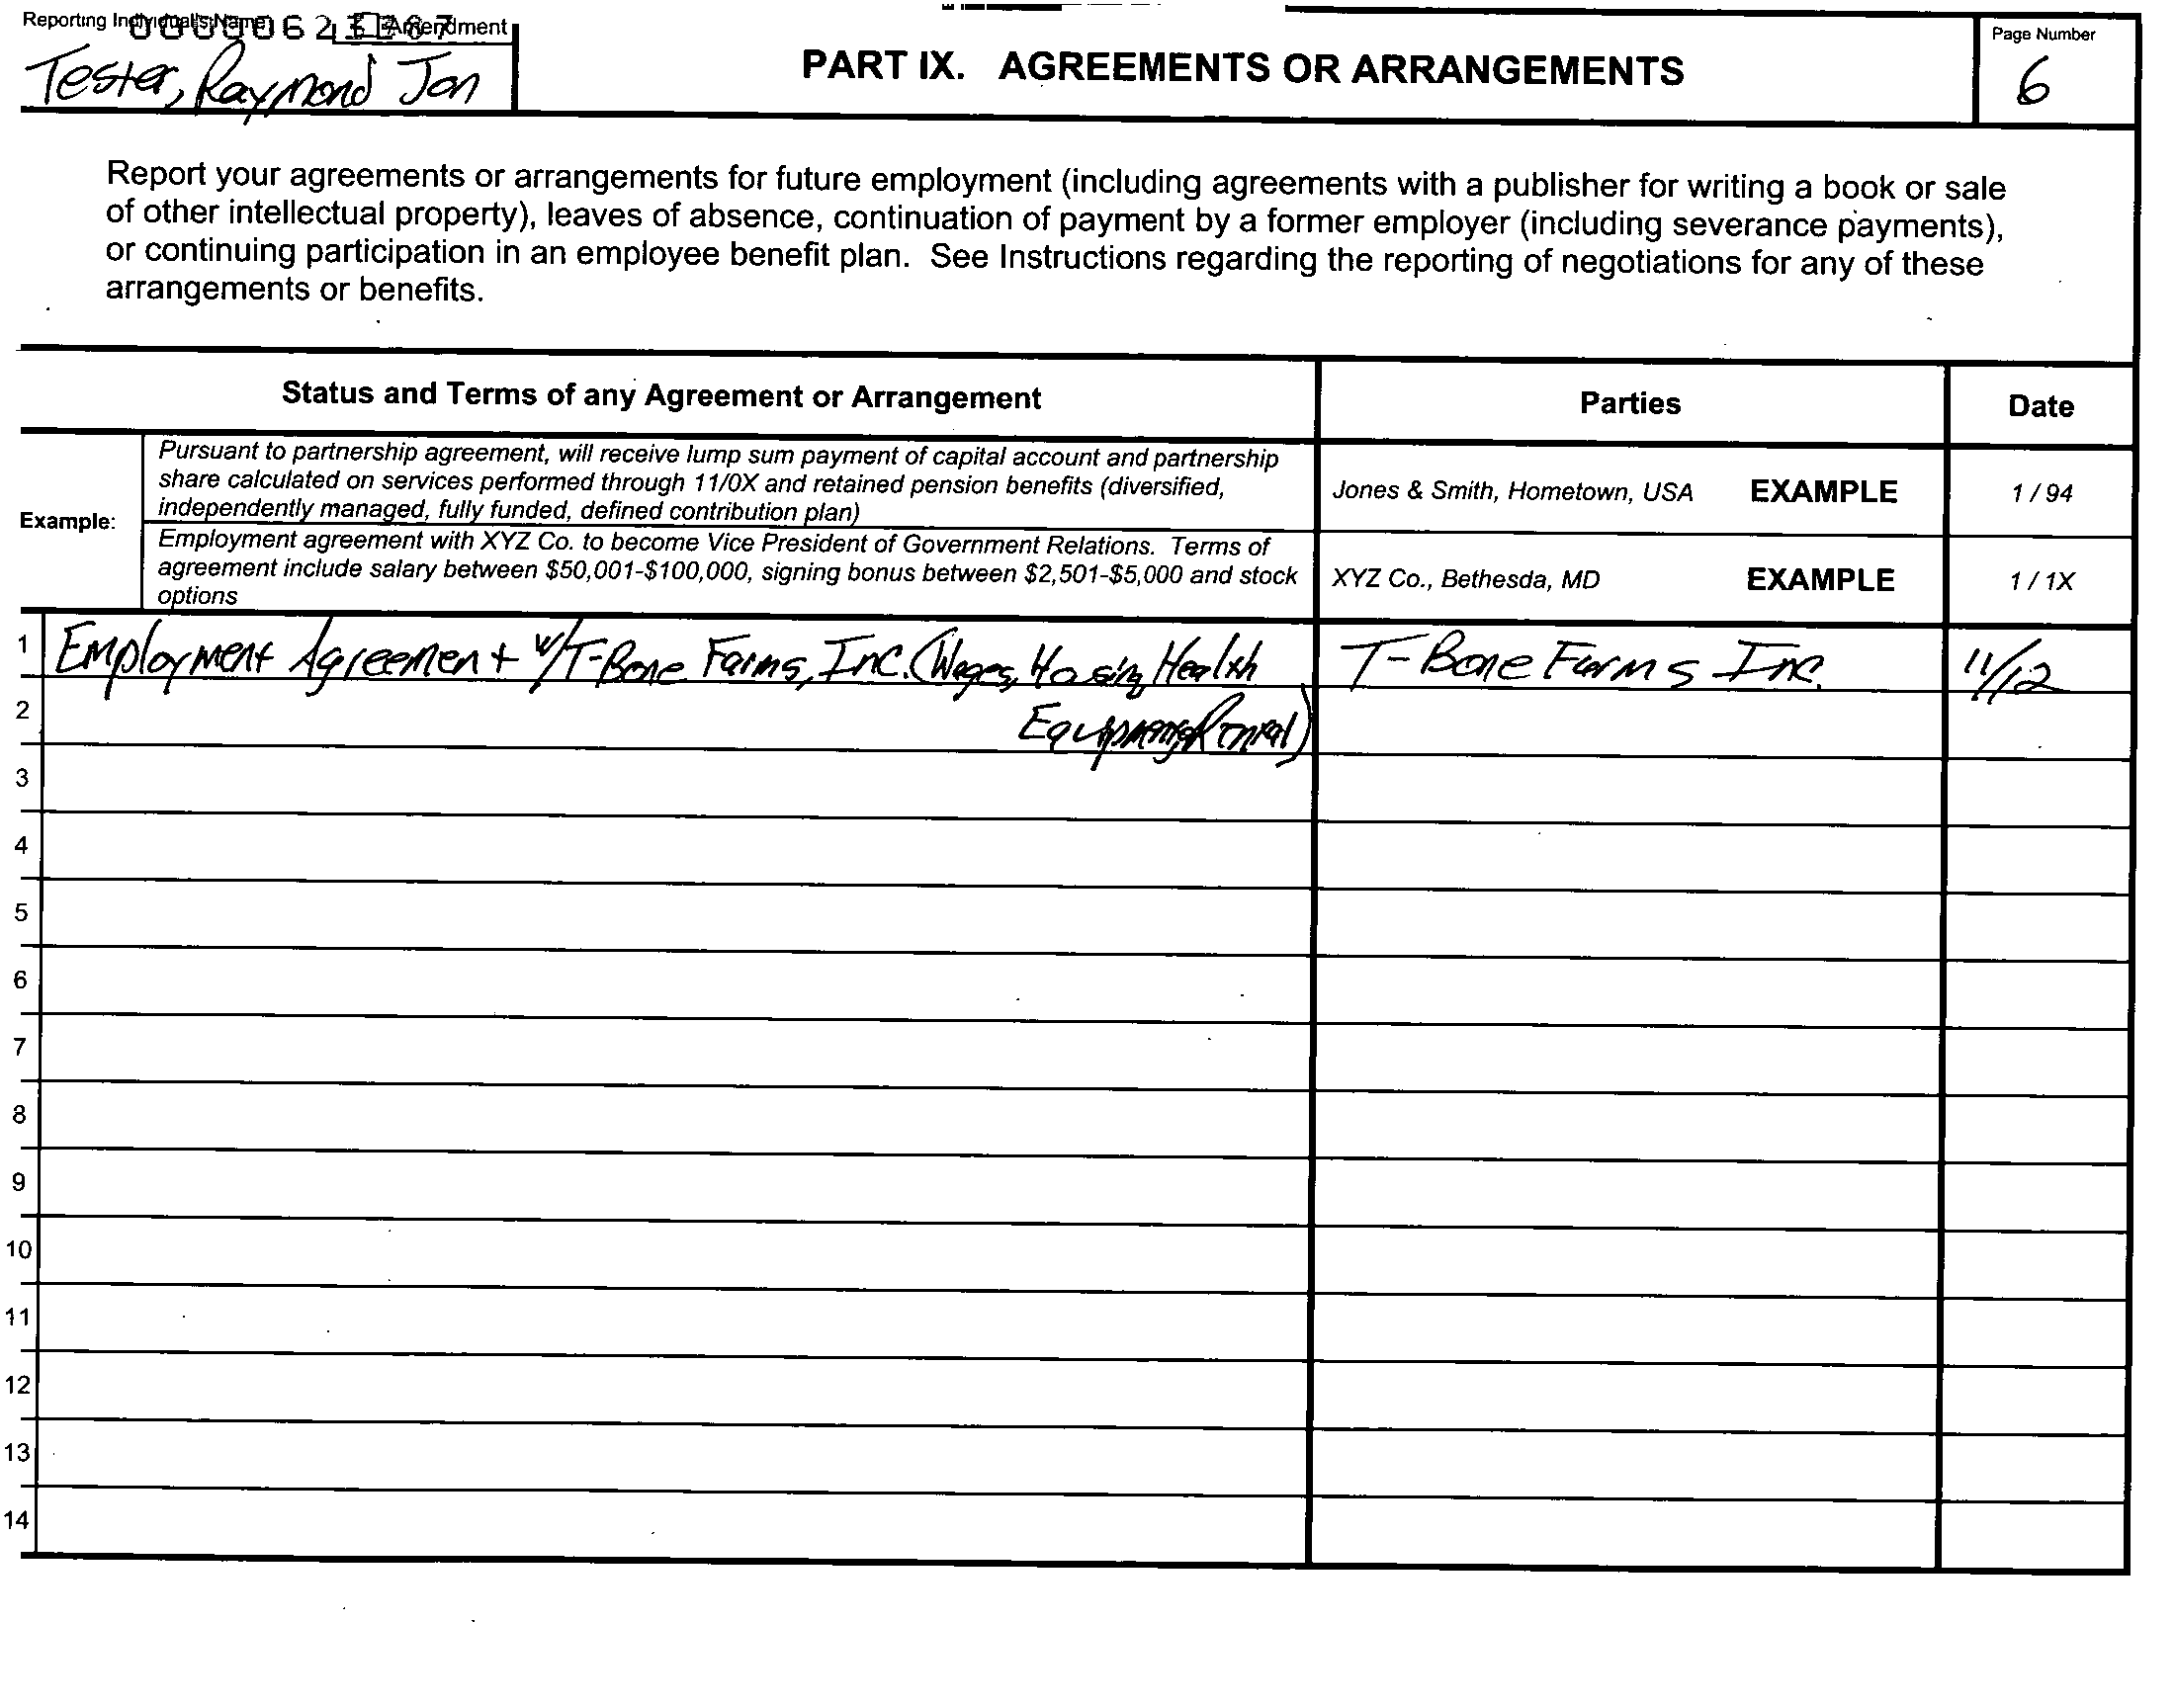 Reporting Individual's Name
Amendment
Tester, Raymond Jon
PART IX. AGREEMENTS OR ARRANGEMENTS
Page Number
6
Report your agreements or arrangements for future employment (including agreements with a publisher for writing a book or sale
of other intellectual property), leaves of absence, continuation of payment by a former employer (including severance payments),
or continuing participation in an employee benefit plan. See Instructions regarding the reporting of negotiations for any of these
arrangements or benefits.
Status and Terms of any Agreement or Arrangement
Parties
Date
Example:
Pursuant to partnership agreement, will receive lump sum payment of capital account and partnership
share calculated on services performed through 11/0X and retained pension benefits (diversified,
independently managed, fully funded, defined contribution plan)
Jones & Smith, Hometown, USA EXAMPLE
1 / 94
Employment agreement with XYZ Co. to become Vice President of Government Relations. Terms of
agreement include salary between $50,001-$100,000, signing bonus between $2,501-$5,000 and stock
options
XYZ Co., Bethesda, MD EXAMPLE
1 / 1X
1 Employment Agreement w/T-Bone Farms, Inc. (Wages, Hosing Health T-Bone Farms Inc. 11/12
2 Equipment Rental)
3
4
5
6
7
8
9
10
11
12
13
14